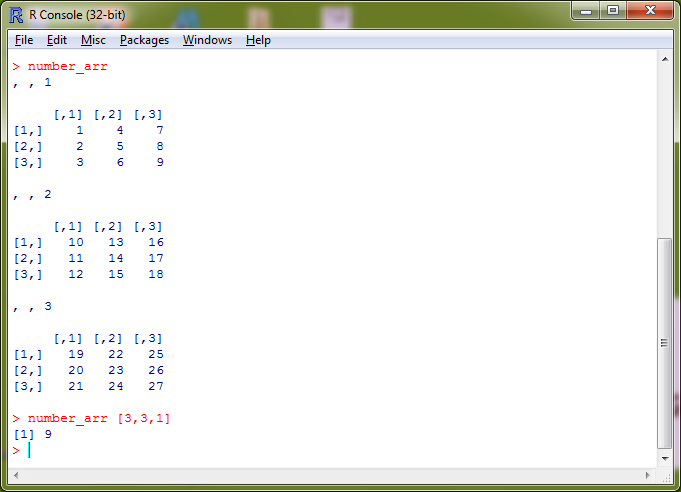 R Console (32-bit)
File Edit Misc Packages Windows Help
> number_arr
, , 1
     [,1] [,2] [,3]
[1,]    1    4    7
[2,]    2    5    8
[3,]    3    6    9
, , 2
     [,1] [,2] [,3]
[1,]   10   13   16
[2,]   11   14   17
[3,]   12   15   18
, , 3
     [,1] [,2] [,3]
[1,]   19   22   25
[2,]   20   23   26
[3,]   21   24   27
> number_arr [3,3,1]
[1] 9
>